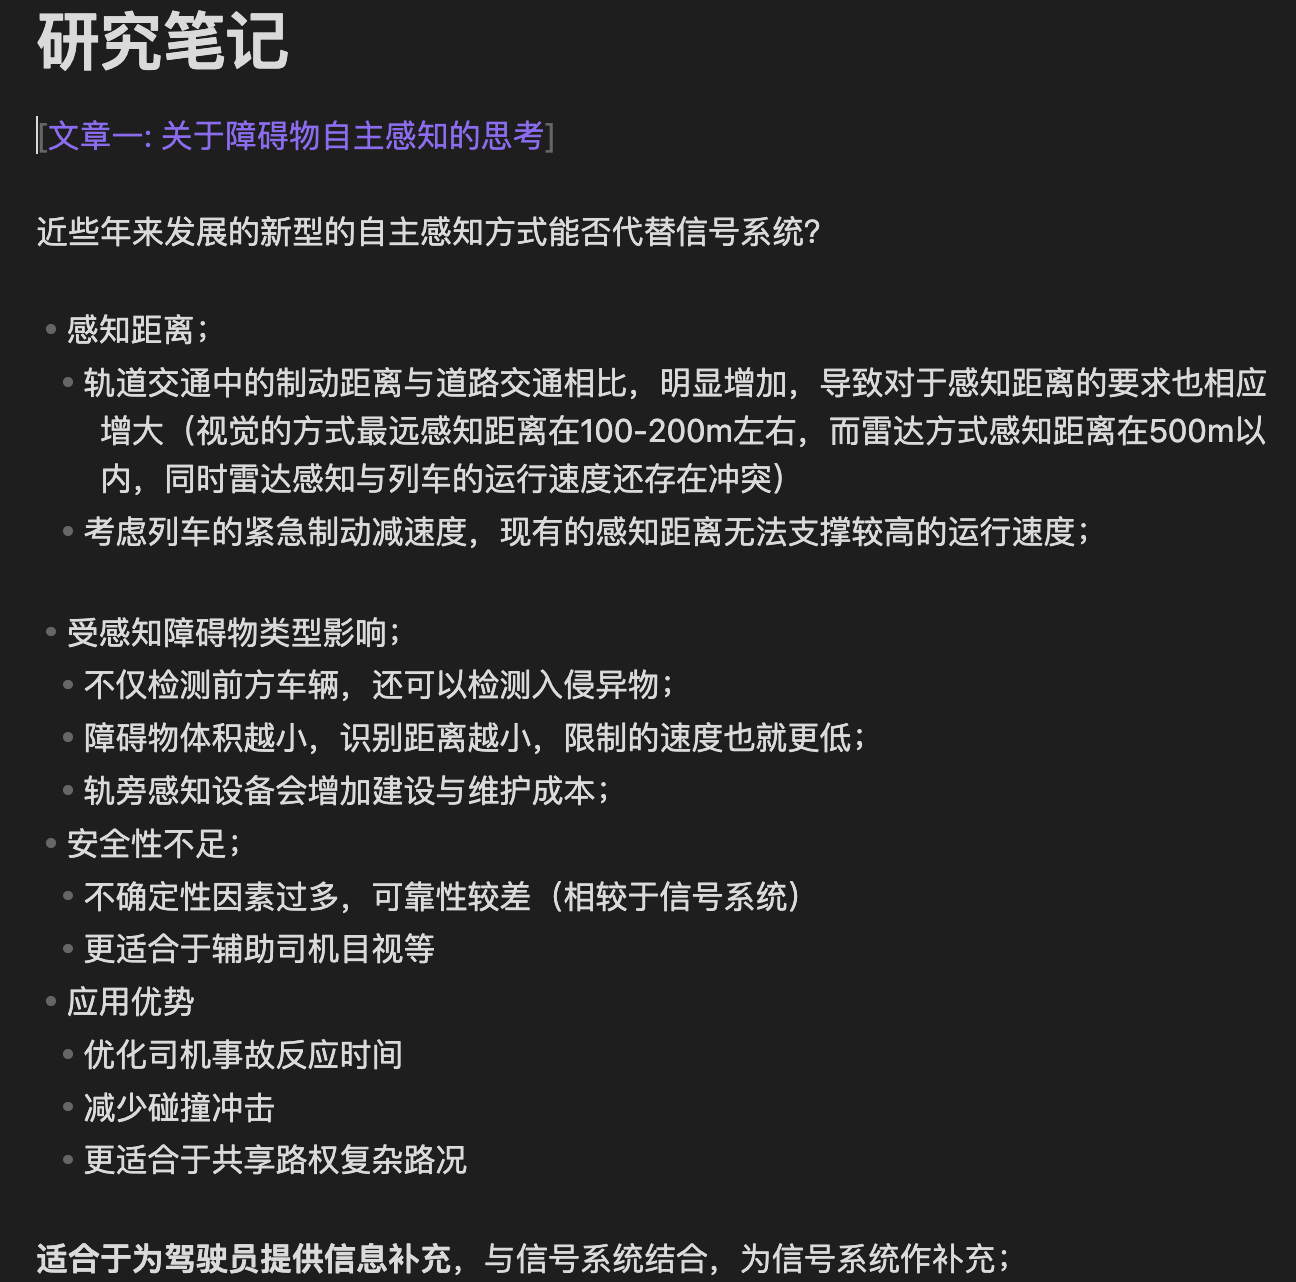 研究笔记
[文章一: 关于障碍物自主感知的思考]
近些年来发展的新型的自主感知方式能否代替信号系统?
• 感知距离；
• 轨道交通中的制动距离与道路交通相比，明显增加，导致对于感知距离的要求也相应
增大（视觉的方式最远感知距离在100-200m左右，而雷达方式感知距离在500m以
内，同时雷达感知与列车的运行速度还存在冲突）
• 考虑列车的紧急制动减速度，现有的感知距离无法支撑较高的运行速度；
• 受感知障碍物类型影响；
• 不仅检测前方车辆，还可以检测入侵异物；
• 障碍物体积越小，识别距离越小，限制的速度也就更低；
• 轨旁感知设备会增加建设与维护成本；
• 安全性不足；
• 不确定性因素过多，可靠性较差（相较于信号系统）
• 更适合于辅助司机目视等
• 应用优势
• 优化司机事故反应时间
• 减少碰撞冲击
• 更适合于共享路权复杂路况
适合于为驾驶员提供信息补充，与信号系统结合，为信号系统作补充；